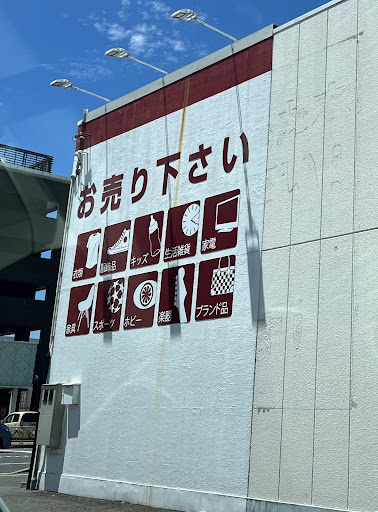 お売り下さい
衣類
服飾品
キッズ
生活雑貨
家電
家具
スポーツ
ホビー
楽器
ブランド品